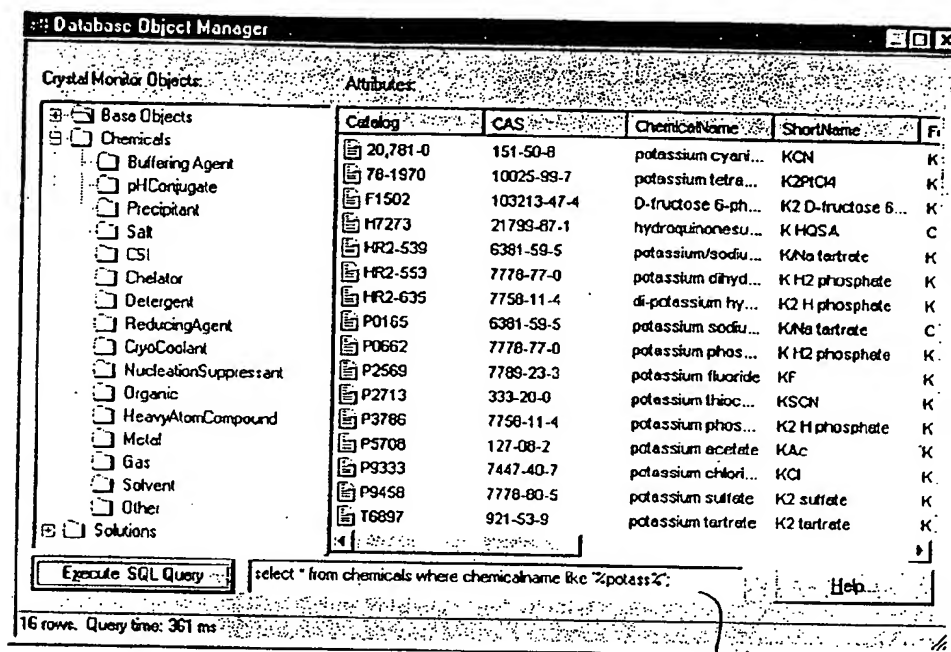 Database Object Manager
Crystal Monitor Objects:
Attributes:
Base Objects
Chemicals
Buffering Agent
pHConjugate
Precipitant
Salt
CSI
Chelator
Detergent
ReducingAgent
CryoCoolant
NucleationSuppressant
Organic
HeavyAtomCompound
Metal
Gas
Solvent
Other
Solutions
Catalog CAS ChemicalName ShortName
20,781-0 151-50-8 potassium cyani... KCN K
78-1970 10025-99-7 potassium tetra... K2PtCl4 K
F1502 103213-47-4 D-fructose 6-ph... K2 D-fructose 6... K
H7273 21799-87-1 hydroquinonesu... K HQSA C
HR2-539 6381-59-5 potassium/sodiu... K/Na tartrate K
HR2-553 7778-77-0 potassium dihyd... K H2 phosphate K
HR2-635 7758-11-4 di-potassium hy... K2 H phosphate K
P0165 6381-59-5 potassium sodiu... K/Na tartrate C
P0662 7778-77-0 potassium phos... K H2 phosphate K
P2569 7789-23-3 potassium fluoride KF K
P2713 333-20-0 potassium thioc... KSCN K
P3786 7758-11-4 potassium phos... K2 H phosphate K
P5708 127-08-2 potassium acetate KAc K
P9333 7447-40-7 potassium chlori... KCl K
P9458 7778-80-5 potassium sulfate K2 sulfate K
T6897 921-53-9 potassium tartrate K2 tartrate K
Execute SQL Query
select * from chemicals where chemicalname like "%potass%";
Help
16 rows. Query time: 361 ms